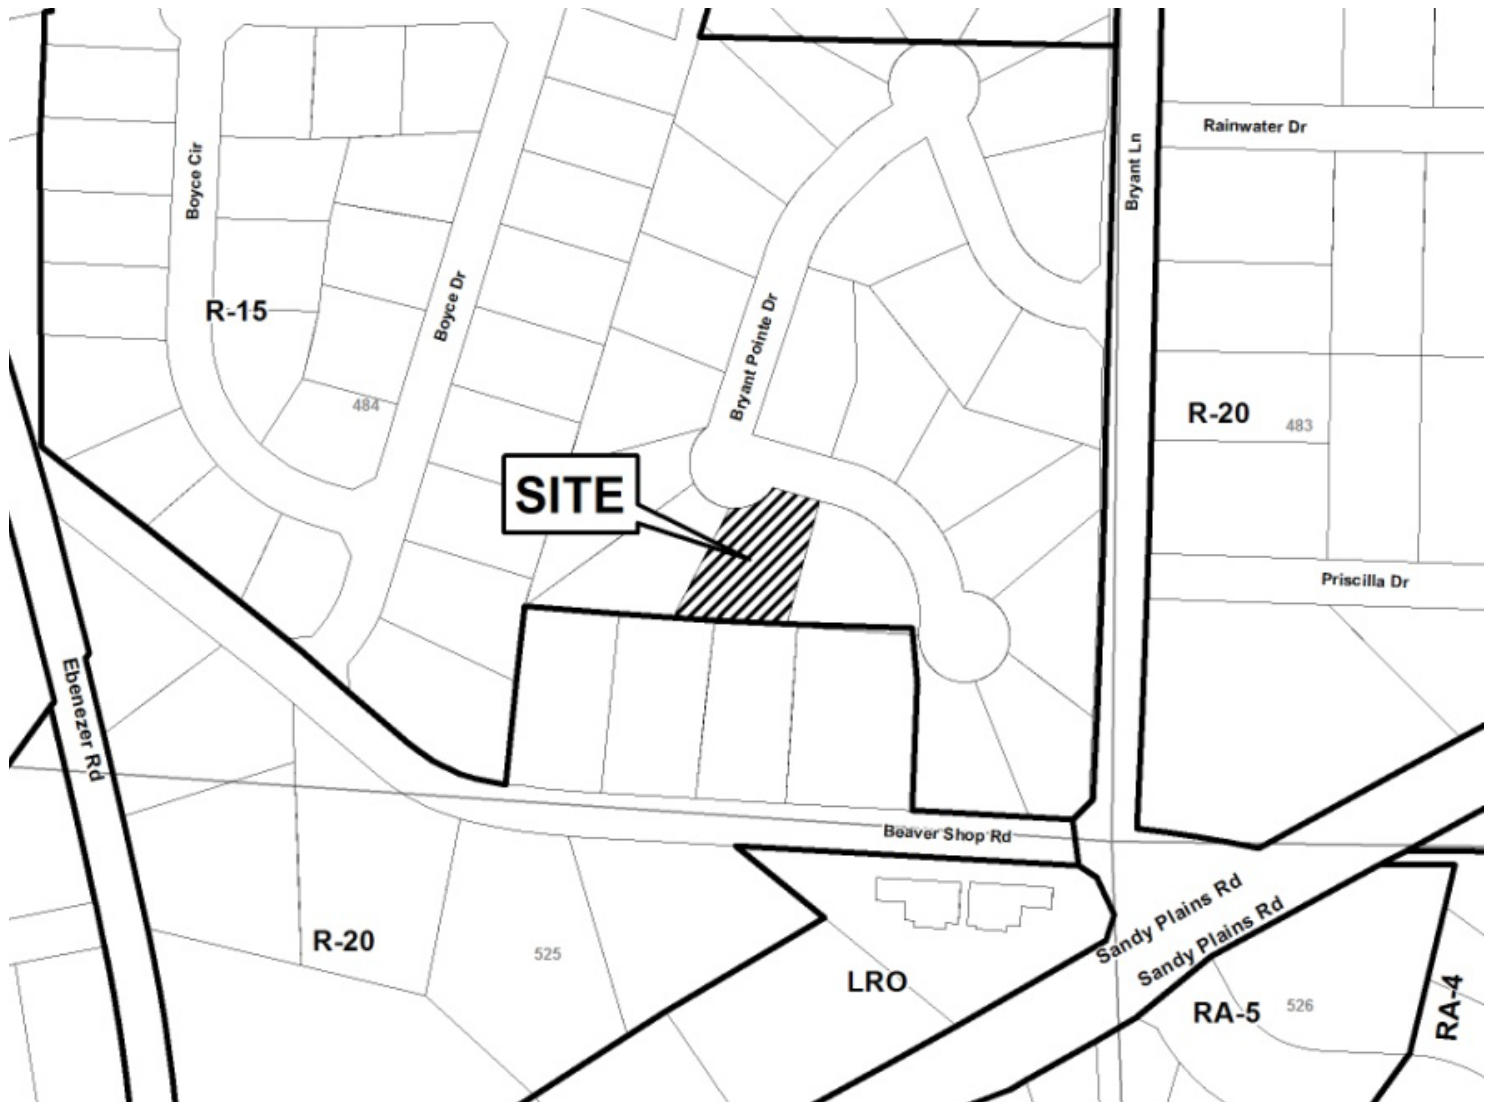 Rainwater Dr
Bryant Ln
Boyce Cir
Boyce Dr
R-15
Bryant Pointe Dr
484
R-20
483
SITE
Priscilla Dr
Ebenezer Rd
Beaver Shop Rd
Sandy Plains Rd
Sandy Plains Rd
R-20
525
LRO
RA-5
526
RA-4